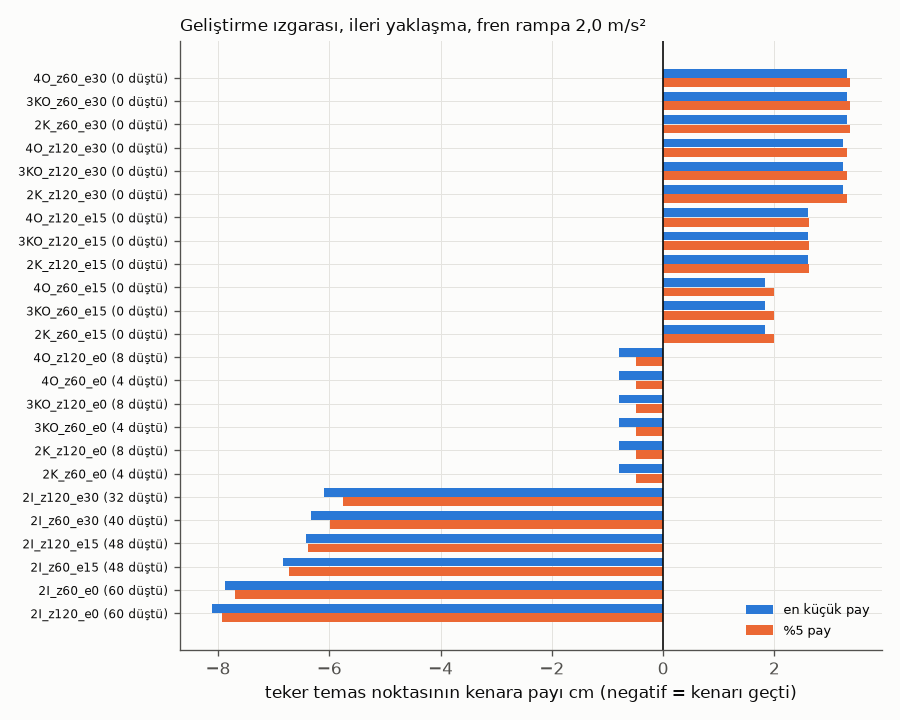 Geliştirme ızgarası, ileri yaklaşma, fren rampa 2,0 m/s²
4O_z60_e30 (0 düştü)
3KO_z60_e30 (0 düştü)
2K_z60_e30 (0 düştü)
4O_z120_e30 (0 düştü)
3KO_z120_e30 (0 düştü)
2K_z120_e30 (0 düştü)
4O_z120_e15 (0 düştü)
3KO_z120_e15 (0 düştü)
2K_z120_e15 (0 düştü)
4O_z60_e15 (0 düştü)
3KO_z60_e15 (0 düştü)
2K_z60_e15 (0 düştü)
4O_z120_e0 (8 düştü)
4O_z60_e0 (4 düştü)
3KO_z120_e0 (8 düştü)
3KO_z60_e0 (4 düştü)
2K_z120_e0 (8 düştü)
2K_z60_e0 (4 düştü)
2I_z120_e30 (32 düştü)
2I_z60_e30 (40 düştü)
2I_z120_e15 (48 düştü)
2I_z60_e15 (48 düştü)
2I_z60_e0 (60 düştü)
2I_z120_e0 (60 düştü)
en küçük pay
%5 pay
−8 −6 −4 −2 0 2
teker temas noktasının kenara payı cm (negatif = kenarı geçti)